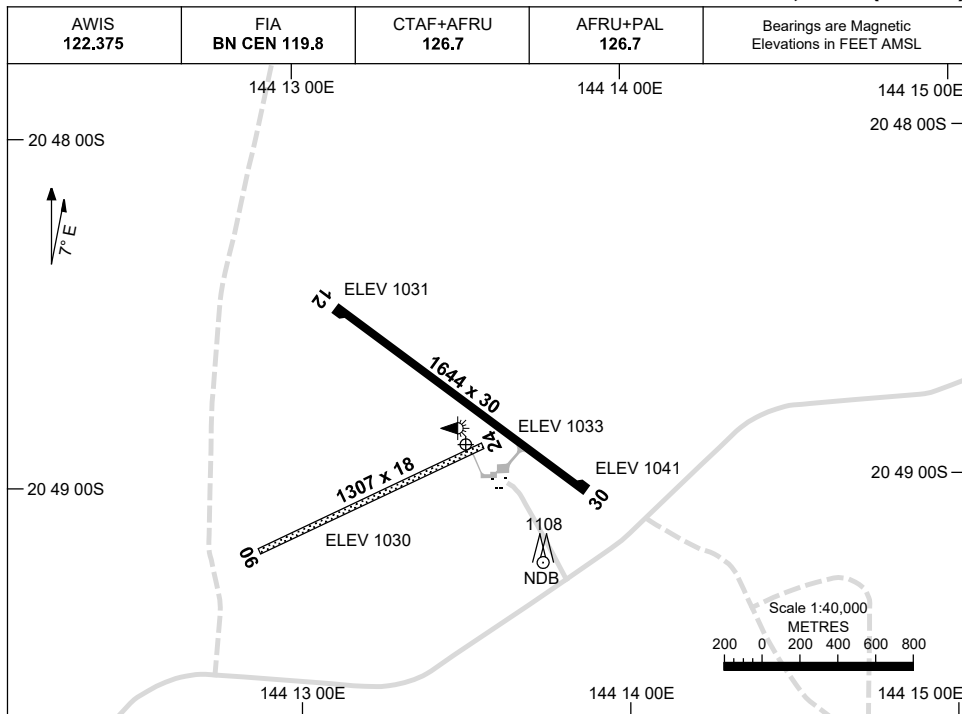 AWIS
122.375
FIA
BN CEN 119.8
CTAF+AFRU
126.7
AFRU+PAL
126.7
Bearings are Magnetic
Elevations in FEET AMSL
144 13 00E
144 14 00E
144 15 00E
20 48 00S
20 48 00S
7° E
12
ELEV 1031
1644 x 30
ELEV 1033
24
ELEV 1041
30
20 49 00S
20 49 00S
1307 x 18
ELEV 1030
06
1108
NDB
Scale 1:40,000
METRES
200 0 200 400 600 800
144 13 00E
144 14 00E
144 15 00E